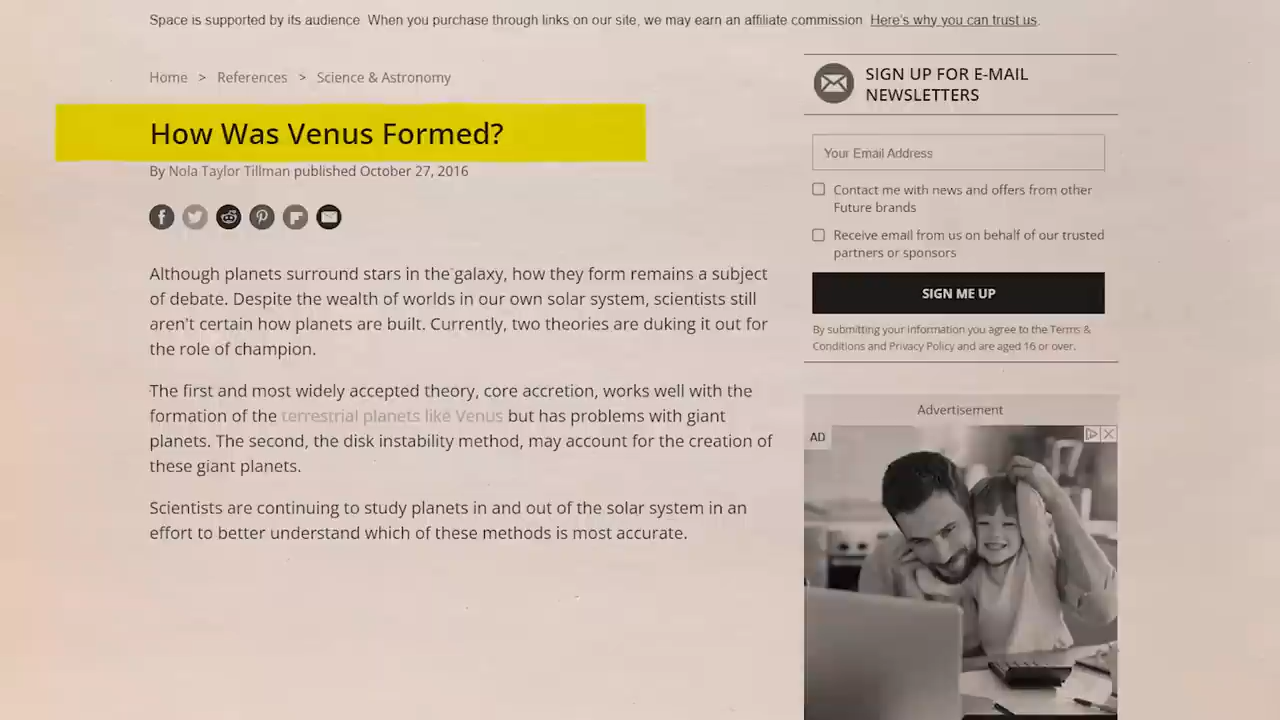 Space is supported by its audience. When you purchase through links on our site, we may earn an affiliate commission Here's why you can trust us.
Home > References > Science & Astronomy
How Was Venus Formed?
By Nola Taylor Tillman published October 27, 2016
Although planets surround stars in the galaxy, how they form remains a subject
of debate. Despite the wealth of worlds in our own solar system, scientists still
aren't certain how planets are built. Currently, two theories are duking it out for
the role of champion.
The first and most widely accepted theory, core accretion, works well with the
formation of the terrestrial planets like Venus but has problems with giant
planets. The second, the disk instability method, may account for the creation of
these giant planets.
Scientists are continuing to study planets in and out of the solar system in an
effort to better understand which of these methods is most accurate.
SIGN UP FOR E-MAIL
NEWSLETTERS
Your Email Address
Contact me with news and offers from other
Future brands
Receive email from us on behalf of our trusted
partners or sponsors
SIGN ME UP
By submitting your information you agree to the Terms &
Conditions and Privacy Policy and are aged 16 or over.
Advertisement
AD